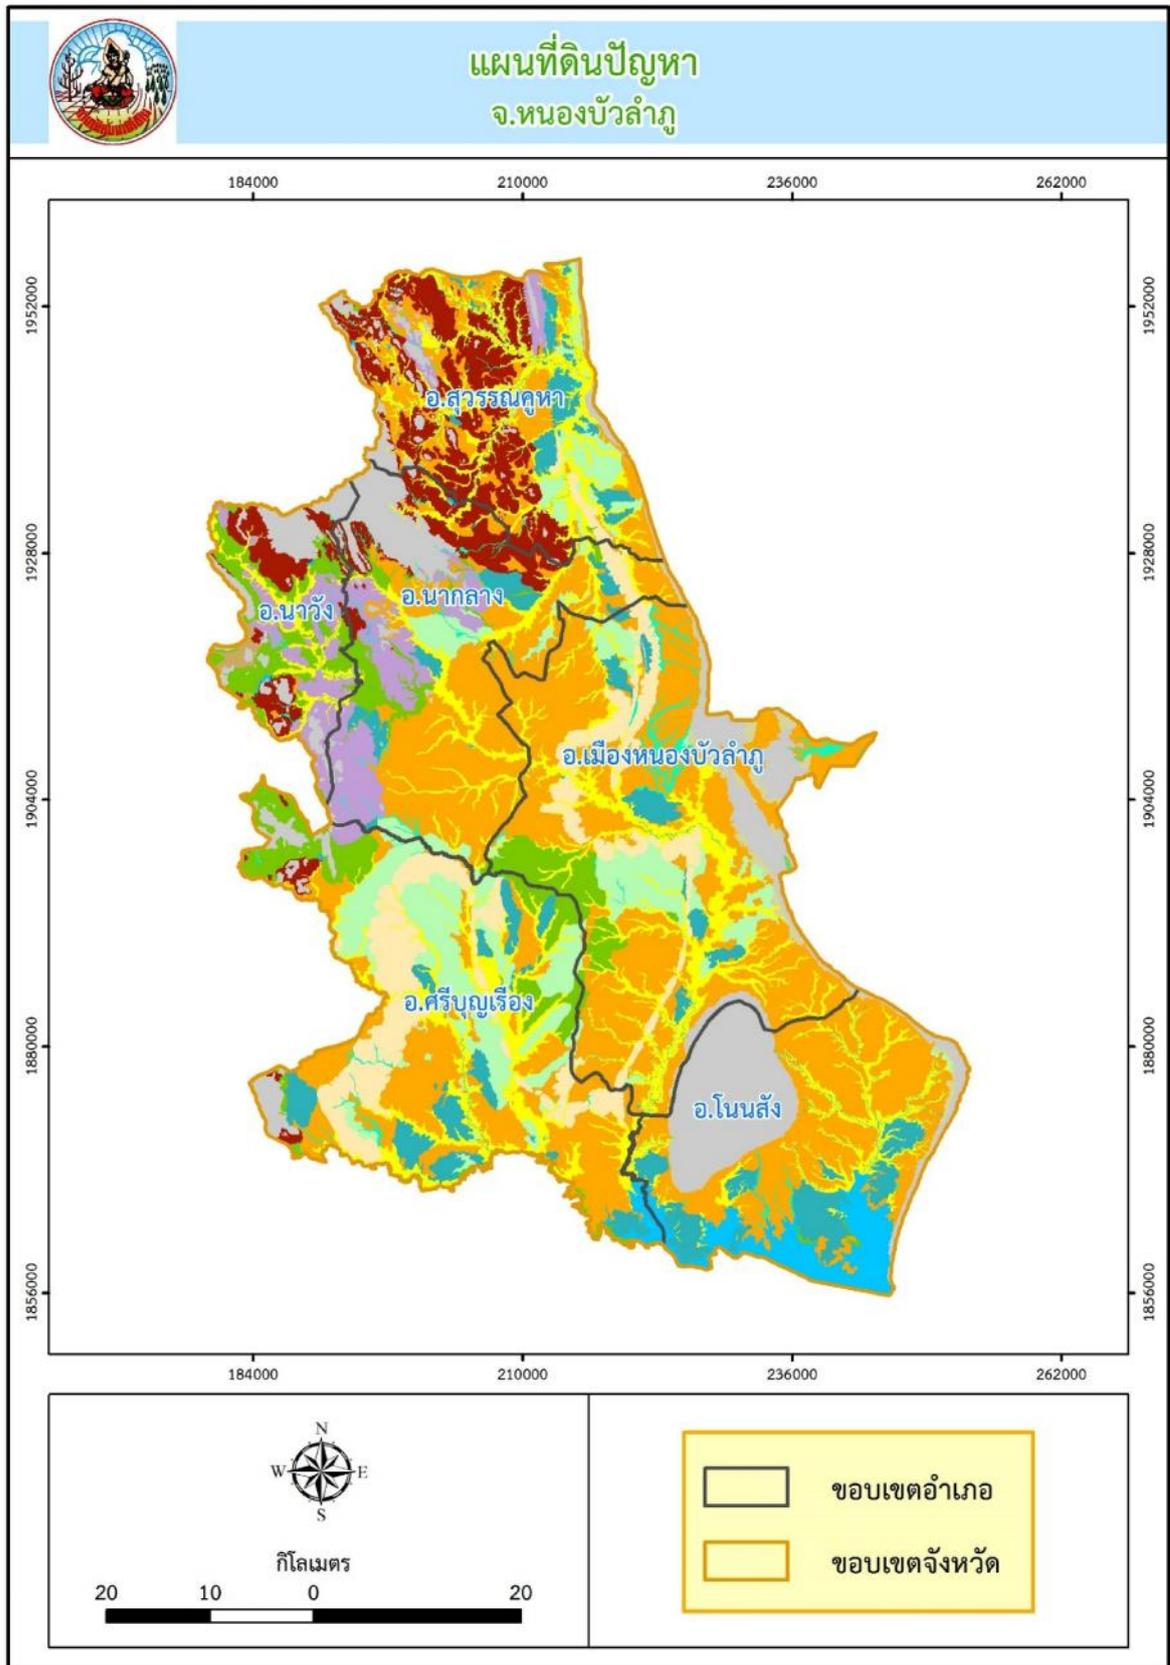 แผนที่ดินปัญหา
จ.หนองบัวลำภู
184000 210000 236000 262000
1952000 1952000
อ.สุวรรณคูหา
1928000 1928000
อ.นากลาง
อ.นาวัง
อ.เมืองหนองบัวลำภู
1904000 1904000
อ.ศรีบุญเรือง
1880000 1880000
อ.โนนสัง
1856000 1856000
184000 210000 236000 262000
N
W E
S
กิโลเมตร
20 10 0 20
ขอบเขตอำเภอ
ขอบเขตจังหวัด